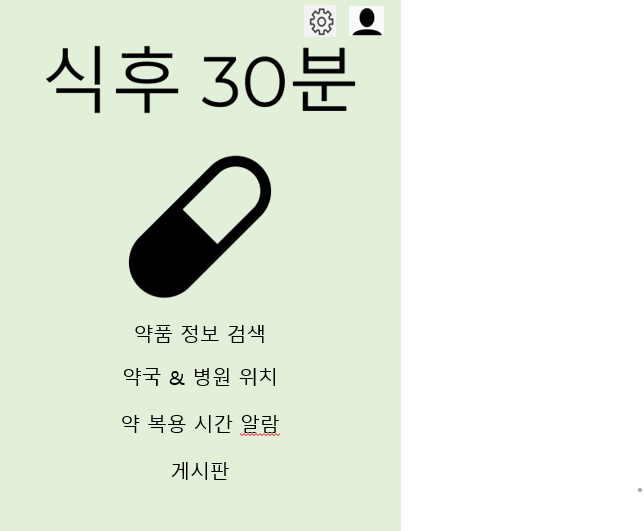 식후 30분
약품 정보 검색
약국 & 병원 위치
약 복용 시간 알람
게시판